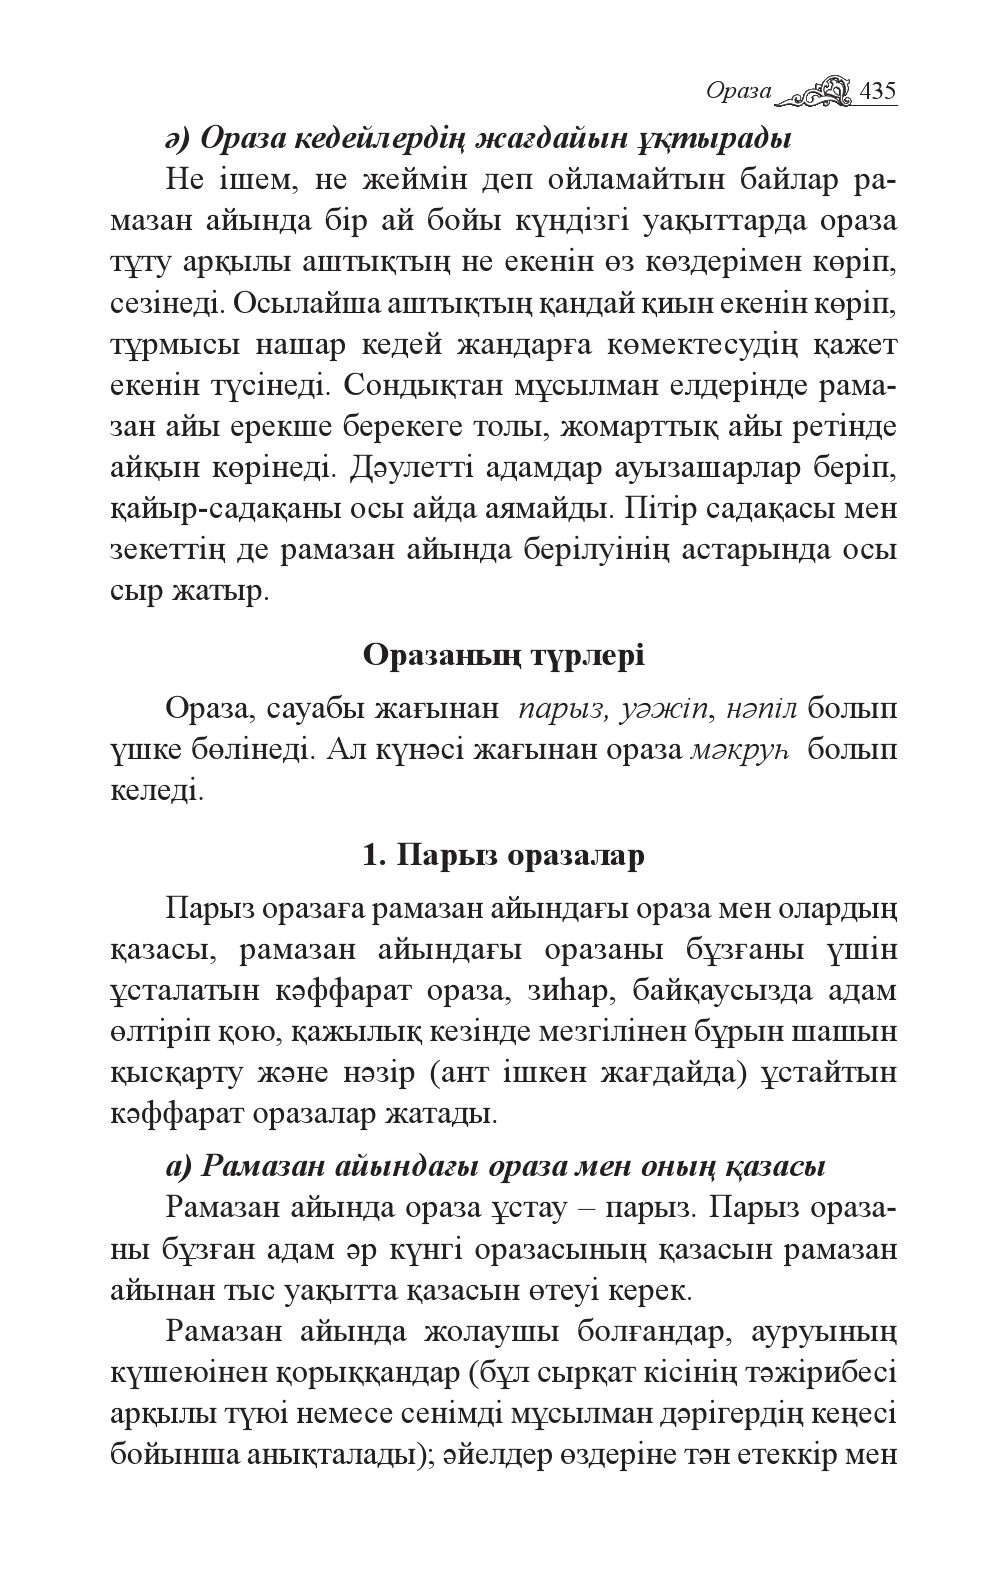 Ораза 435
ә) Ораза кедейлердің жағдайын ұқтырады
Не ішем, не жеймін деп ойламайтын байлар ра-
мазан айында бір ай бойы күндізгі уақыттарда ораза
тұту арқылы аштықтың не екенін өз көздерімен көріп,
сезінеді. Осылайша аштықтың қандай қиын екенін көріп,
тұрмысы нашар кедей жандарға көмектесудің қажет
екенін түсінеді. Сондықтан мұсылман елдерінде рама-
зан айы ерекше берекеге толы, жомарттық айы ретінде
айқын көрінеді. Дәулетті адамдар ауызашарлар беріп,
қайыр-садақаны осы айда аямайды. Пітір садақасы мен
зекеттің де рамазан айында берілуінің астарында осы
сыр жатыр.
Оразаның түрлері
Ораза, сауабы жағынан парыз, уәжіп, нәпіл болып
үшке бөлінеді. Ал күнәсі жағынан ораза мәкруһ болып
келеді.
1. Парыз оразалар
Парыз оразаға рамазан айындағы ораза мен олардың
қазасы, рамазан айындағы оразаны бұзғаны үшін
ұсталатын кәффарат ораза, зиһар, байқаусызда адам
өлтіріп қою, қажылық кезінде мезгілінен бұрын шашын
қысқарту және нәзір (ант ішкен жағдайда) ұстайтын
кәффарат оразалар жатады.
а) Рамазан айындағы ораза мен оның қазасы
Рамазан айында ораза ұстау – парыз. Парыз ораза-
ны бұзған адам әр күнгі оразасының қазасын рамазан
айынан тыс уақытта қазасын өтеуі керек.
Рамазан айында жолаушы болғандар, ауруының
күшеюінен қорыққандар (бұл сырқат кісінің тәжірибесі
арқылы түюі немесе сенімді мұсылман дәрігердің кеңесі
бойынша анықталады); әйелдер өздеріне тән етеккір мен